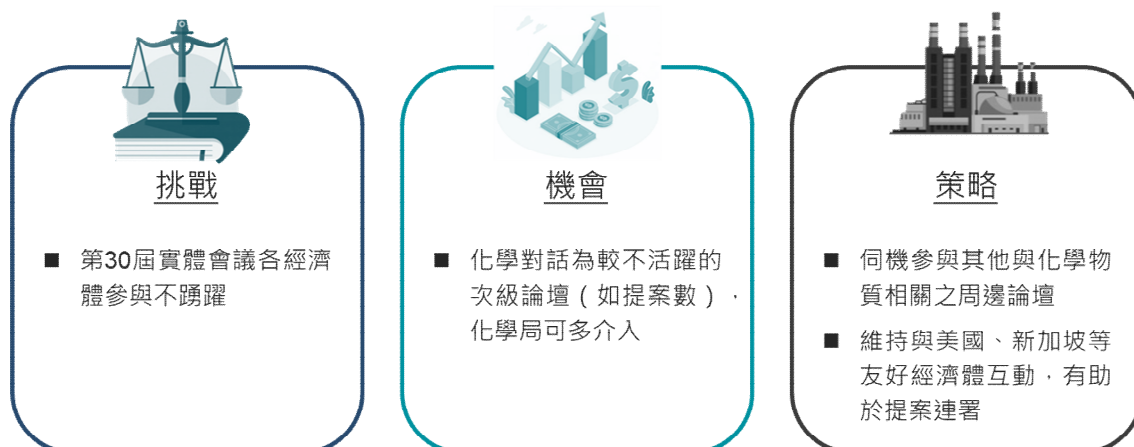 挑戰
■ 第30屆實體會議各經濟
體參與不踴躍
機會
■ 化學對話為較不活躍的
次級論壇（如提案數），
化學局可多介入
策略
■ 伺機參與其他與化學物
質相關之周邊論壇
■ 維持與美國、新加坡等
友好經濟體互動，有助
於提案連署